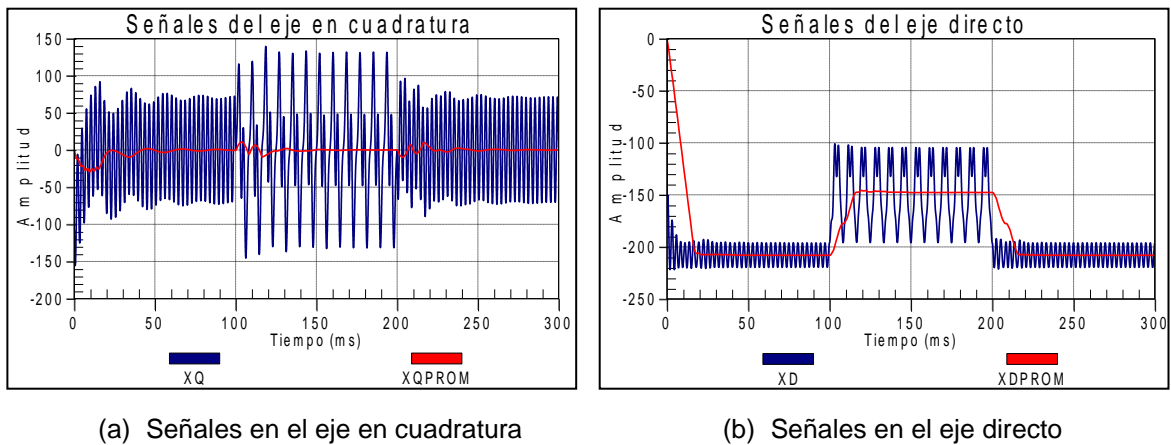 Señales del eje en cuadratura
Amplitud
150
100
50
0
-50
-100
-150
-200
0 50 100 150 200 250 300
Tiempo (ms)
XQ XQPROM
Señales del eje directo
Amplitud
0
-50
-100
-150
-200
-250
0 50 100 150 200 250 300
Tiempo (ms)
XD XDPROM
(a) Señales en el eje en cuadratura
(b) Señales en el eje directo